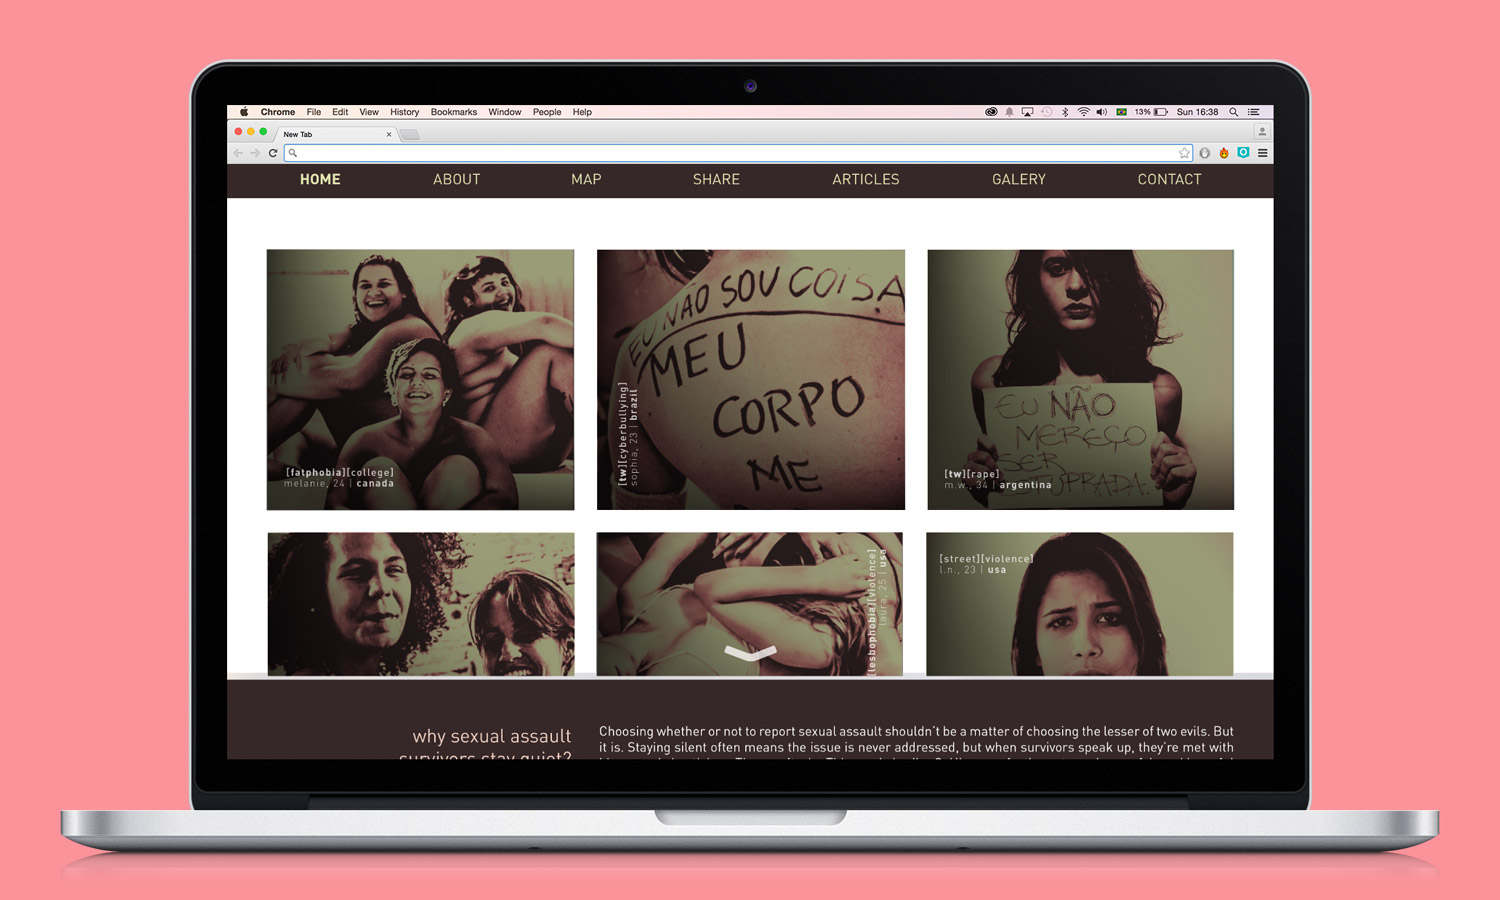 Chrome File Edit View History Bookmarks Window People Help 13% Sun 16:38
New Tab
HOME ABOUT MAP SHARE ARTICLES GALERY CONTACT
[fatphobia][college]
melanie, 24 | canada
EU NÃO SOU COISA
MEU
CORPO
ME
[tw][cyberbullying]
sophia, 23 | brazil
EU NÃO
MEREÇO
SER
ESTUPRADA.
[tw][rape]
m.w., 34 | argentina
[lesbophobia][violence]
laura, 25 | usa
[street][violence]
l.n., 23 | usa
why sexual assault
survivors stay quiet?
Choosing whether or not to report sexual assault shouldn't be a matter of choosing the lesser of two evils. But
it is. Staying silent often means the issue is never addressed, but when survivors speak up, they're met with